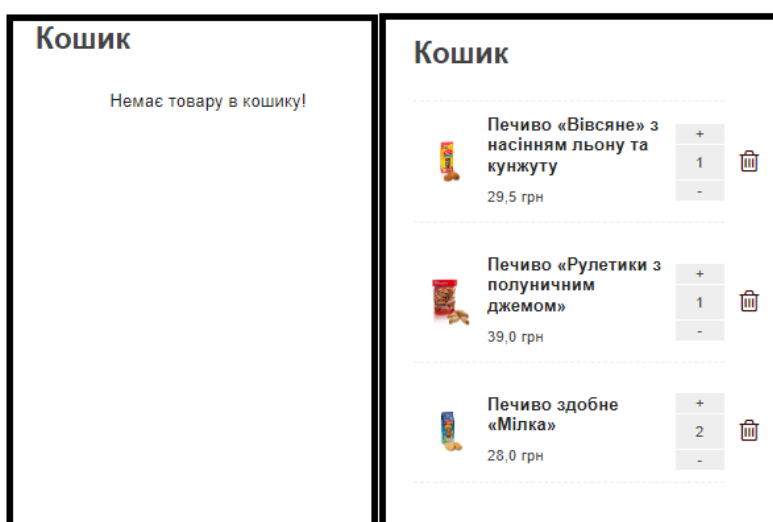 Кошик
Немає товару в кошику!
Кошик
Печиво «Вівсяне» з
насінням льону та
кунжуту
29,5 грн
+
1
-
Печиво «Рулетики з
полуничним
джемом»
39,0 грн
+
1
-
Печиво здобне
«Мілка»
28,0 грн
+
2
-